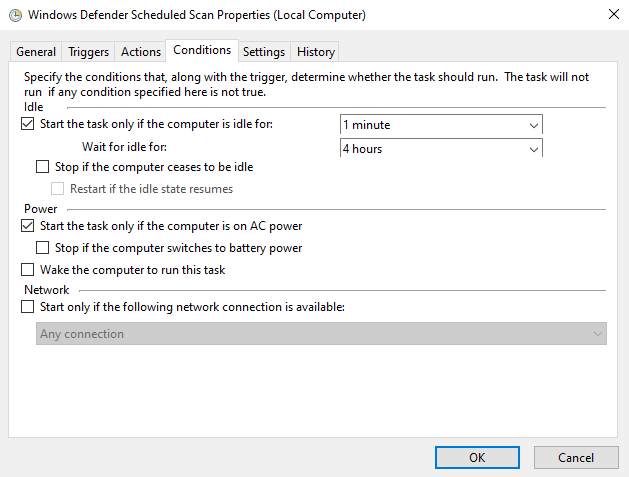 Windows Defender Scheduled Scan Properties (Local Computer)
General Triggers Actions Conditions Settings History
Specify the conditions that, along with the trigger, determine whether the task should run. The task will not
run if any condition specified here is not true.
Idle
Start the task only if the computer is idle for: 1 minute
Wait for idle for: 4 hours
Stop if the computer ceases to be idle
Restart if the idle state resumes
Power
Start the task only if the computer is on AC power
Stop if the computer switches to battery power
Wake the computer to run this task
Network
Start only if the following network connection is available:
Any connection
OK Cancel